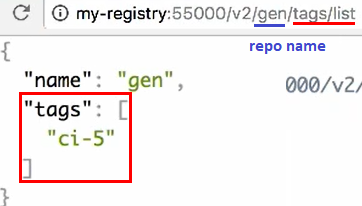 my-registry:55000/v2/gen/tags/list
repo name
{
"name": "gen",
000/v2/
"tags": [
"ci-5"
]
}